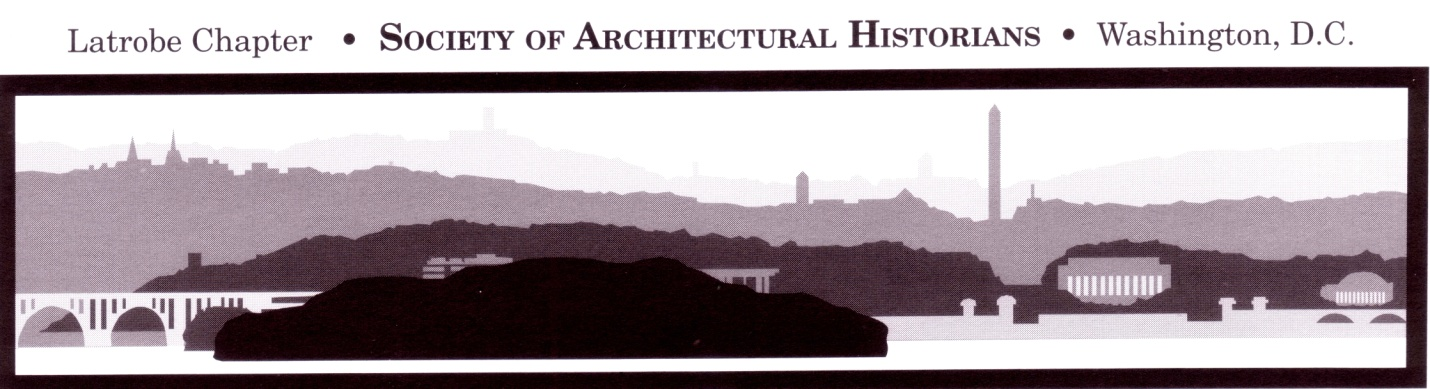 Latrobe Chapter • Society of Architectural Historians • Washington, D.C.